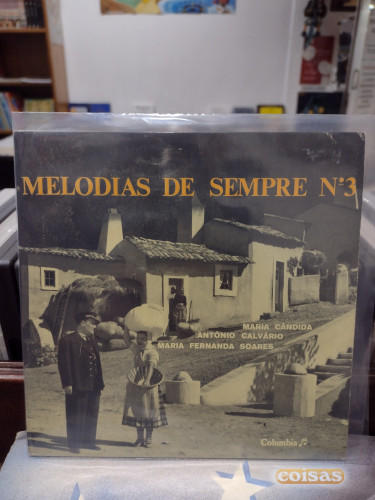 MELODIAS DE SEMPRE Nº3
MARIA CÂNDIDA
ANTÓNIO CALVÁRIO
MARIA FERNANDA SOARES
Columbia
coisas